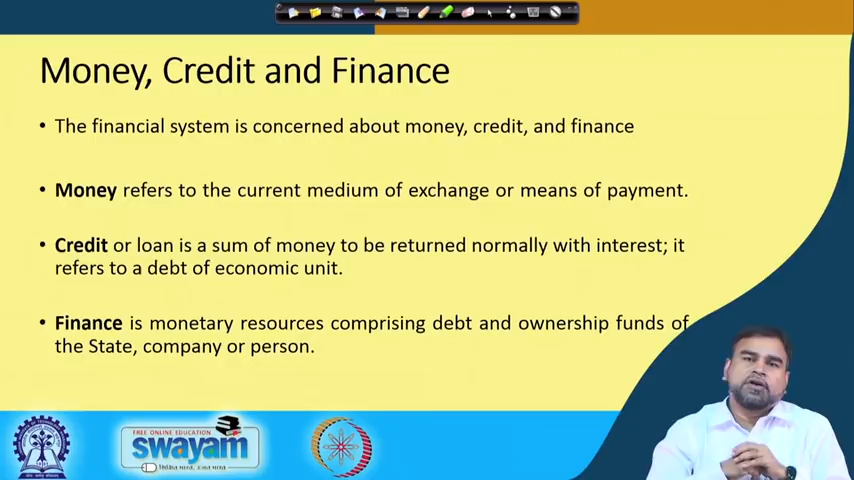 Money, Credit and Finance
• The financial system is concerned about money, credit, and finance
• Money refers to the current medium of exchange or means of payment.
• Credit or loan is a sum of money to be returned normally with interest; it
refers to a debt of economic unit.
• Finance is monetary resources comprising debt and ownership funds of
the State, company or person.
FREE ONLINE EDUCATION
swayam